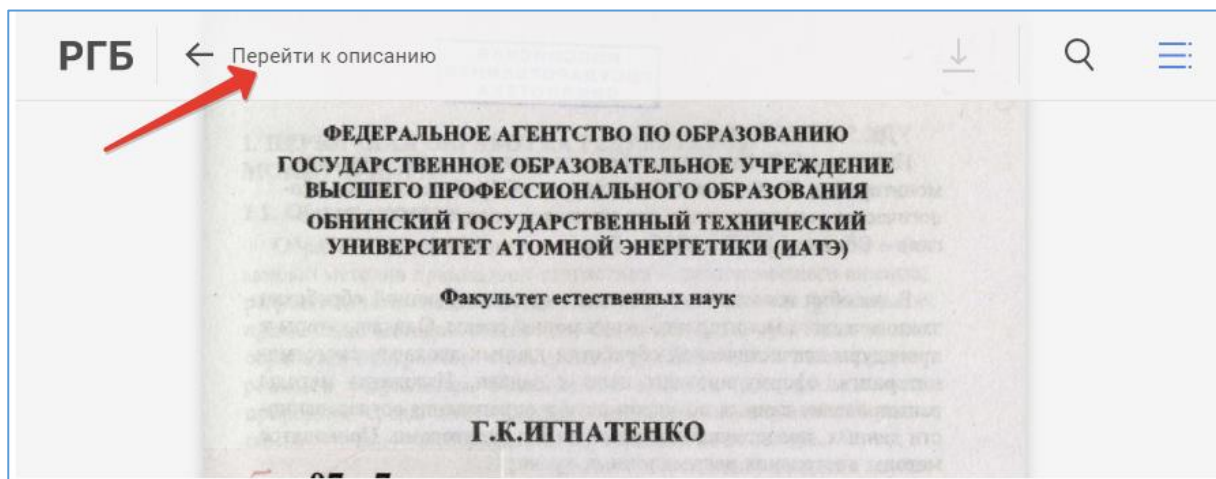 РГБ
Перейти к описанию
ФЕДЕРАЛЬНОЕ АГЕНТСТВО ПО ОБРАЗОВАНИЮ
ГОСУДАРСТВЕННОЕ ОБРАЗОВАТЕЛЬНОЕ УЧРЕЖДЕНИЕ
ВЫСШЕГО ПРОФЕССИОНАЛЬНОГО ОБРАЗОВАНИЯ
ОБНИНСКИЙ ГОСУДАРСТВЕННЫЙ ТЕХНИЧЕСКИЙ
УНИВЕРСИТЕТ АТОМНОЙ ЭНЕРГЕТИКИ (ИАТЭ)
Факультет естественных наук
Г.К.ИГНАТЕНКО